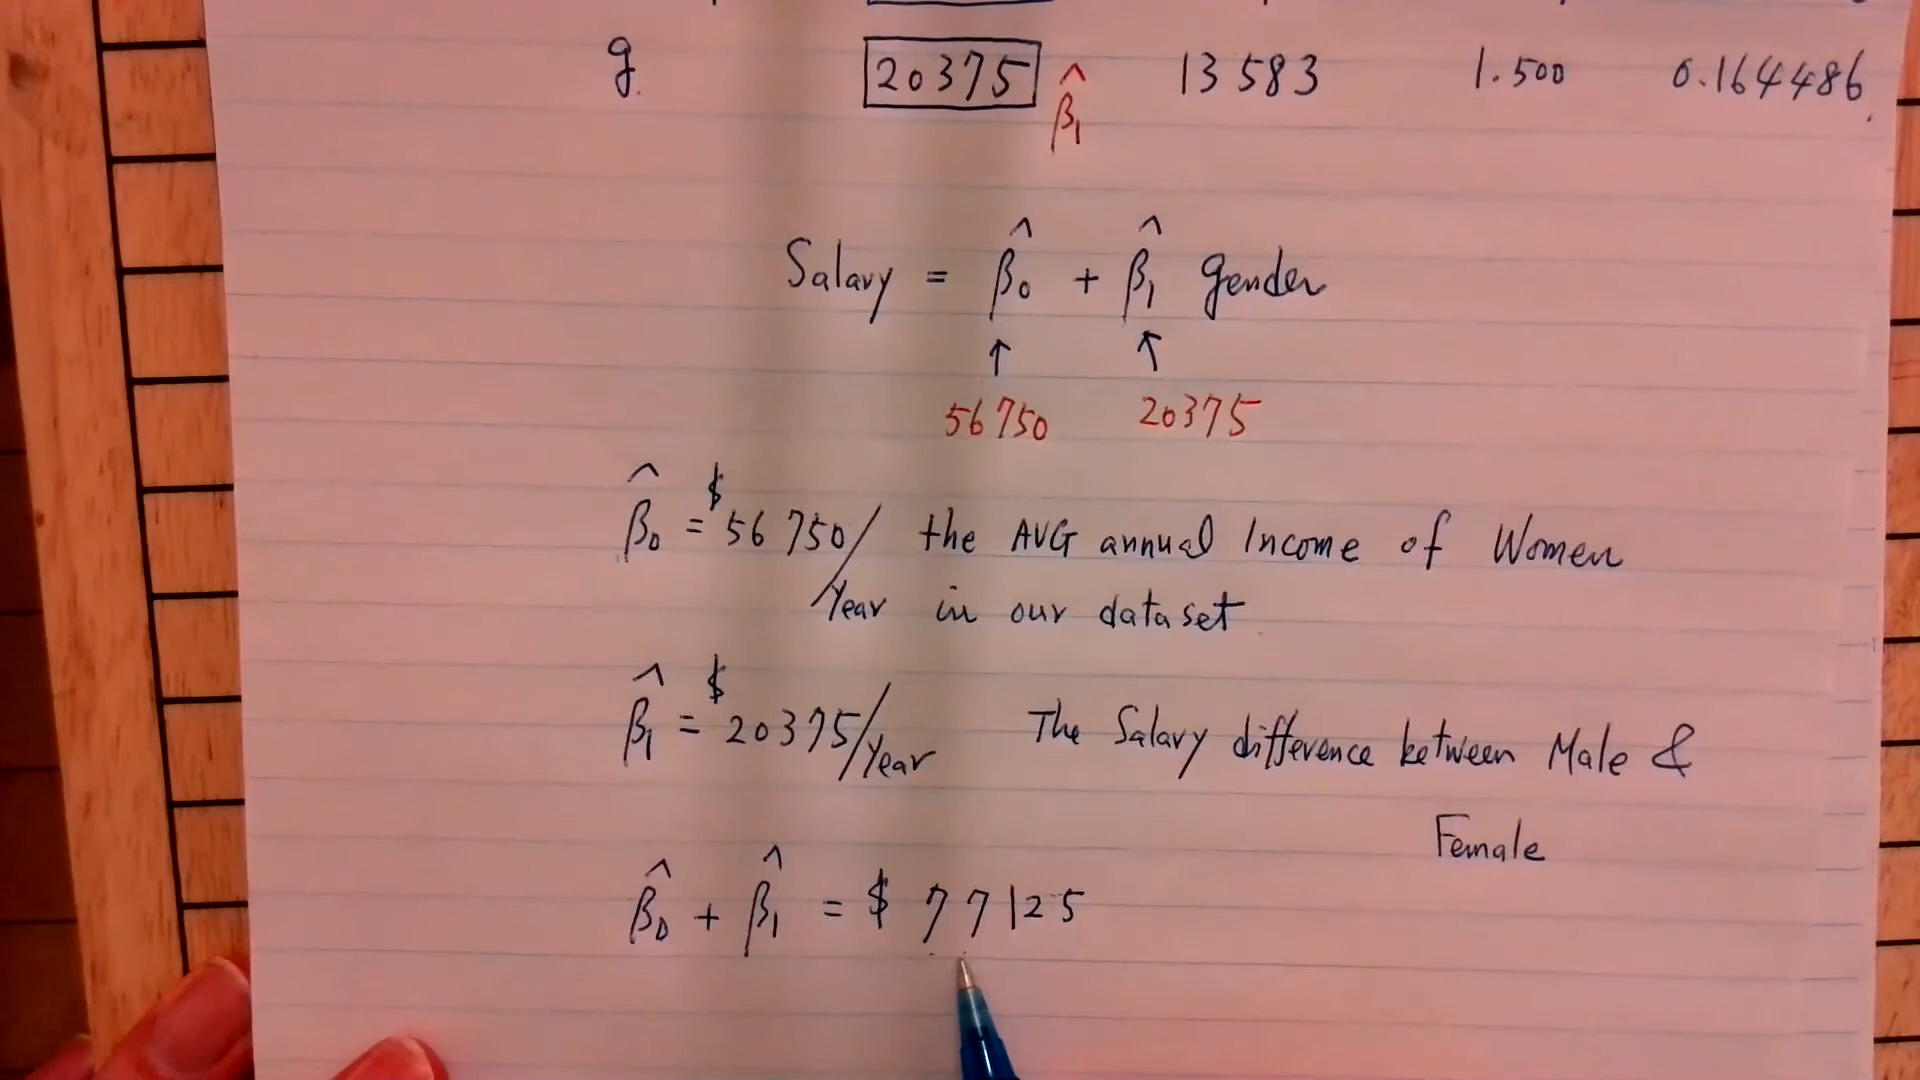 g. 20375 β̂₁ 13583 1.500 0.164486.
Salary = β̂₀ + β̂₁ gender
↑ ↑
56750 20375
β̂₀ = $56750/Year the AVG annual Income of Women
in our dataset
β̂₁ = $20375/Year The Salary difference between Male &
Female
β̂₀ + β̂₁ = $77125